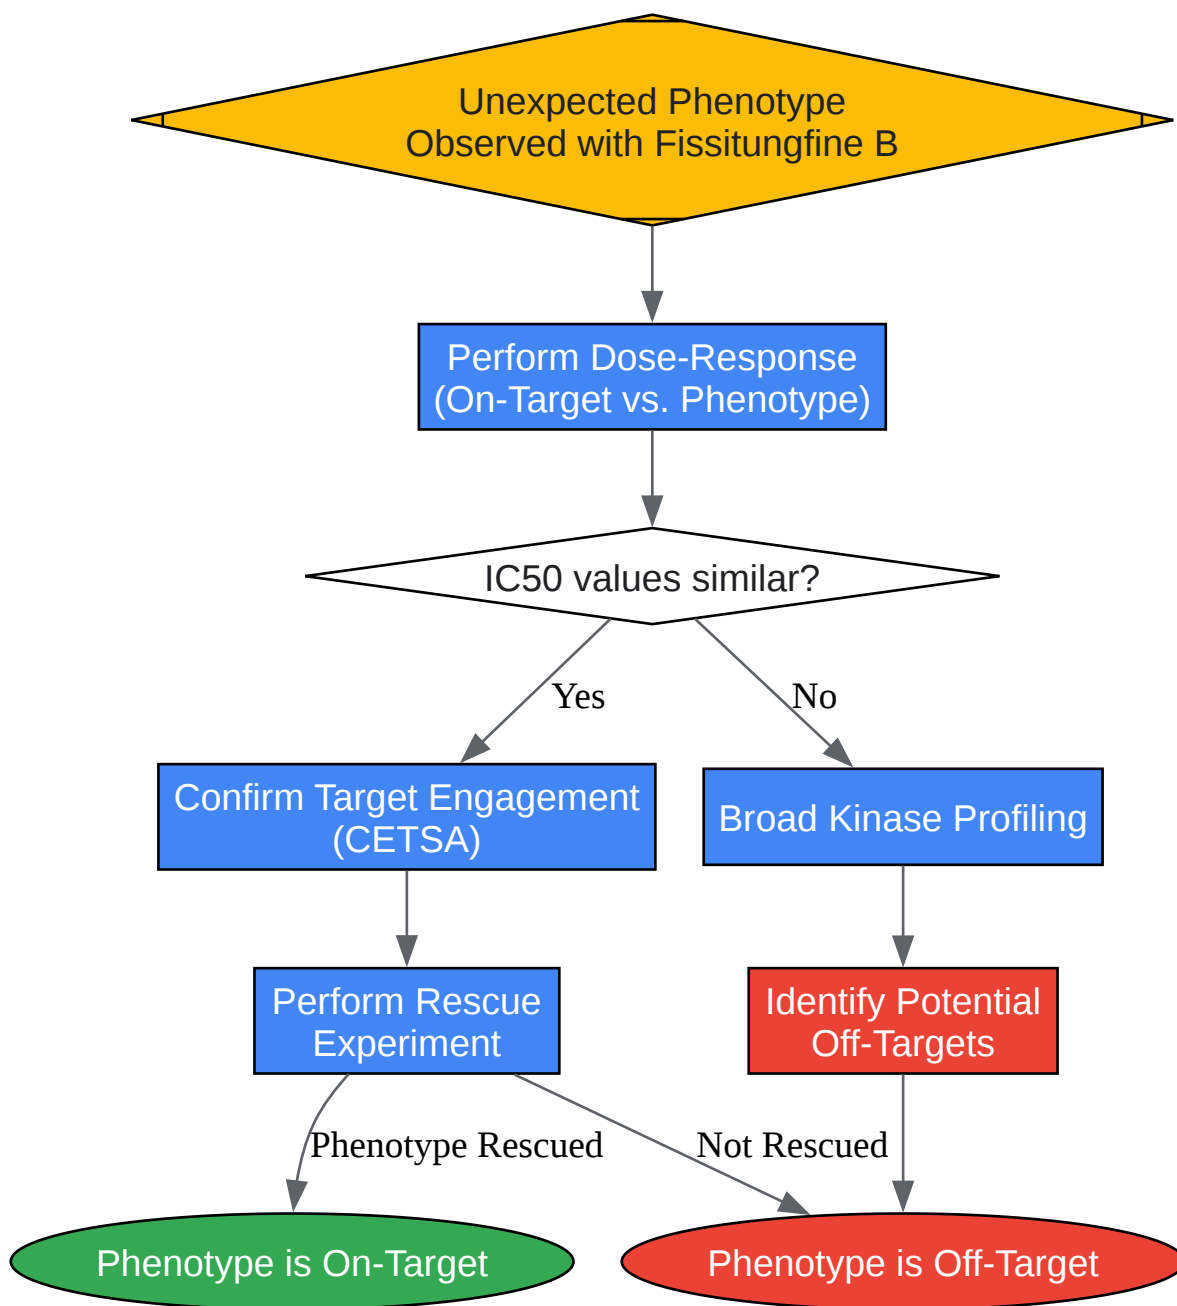 Unexpected Phenotype
Observed with Fissitungfine B
Perform Dose-Response
(On-Target vs. Phenotype)
IC50 values similar?
Yes
No
Confirm Target Engagement
(CETSA)
Broad Kinase Profiling
Perform Rescue
Experiment
Identify Potential
Off-Targets
Phenotype Rescued
Not Rescued
Phenotype is On-Target
Phenotype is Off-Target